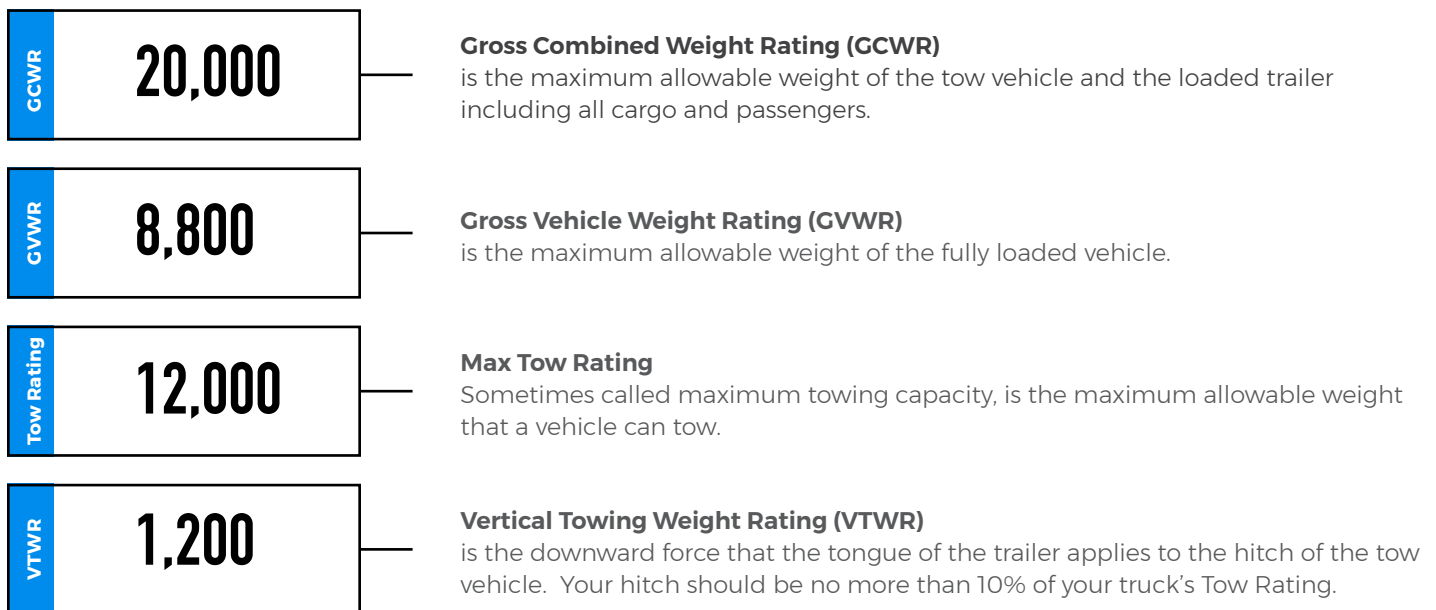 GCWR
20,000
Gross Combined Weight Rating (GCWR)
is the maximum allowable weight of the tow vehicle and the loaded trailer
including all cargo and passengers.
GVWR
8,800
Gross Vehicle Weight Rating (GVWR)
is the maximum allowable weight of the fully loaded vehicle.
Tow Rating
12,000
Max Tow Rating
Sometimes called maximum towing capacity, is the maximum allowable weight
that a vehicle can tow.
VTWR
1,200
Vertical Towing Weight Rating (VTWR)
is the downward force that the tongue of the trailer applies to the hitch of the tow
vehicle.  Your hitch should be no more than 10% of your truck’s Tow Rating.